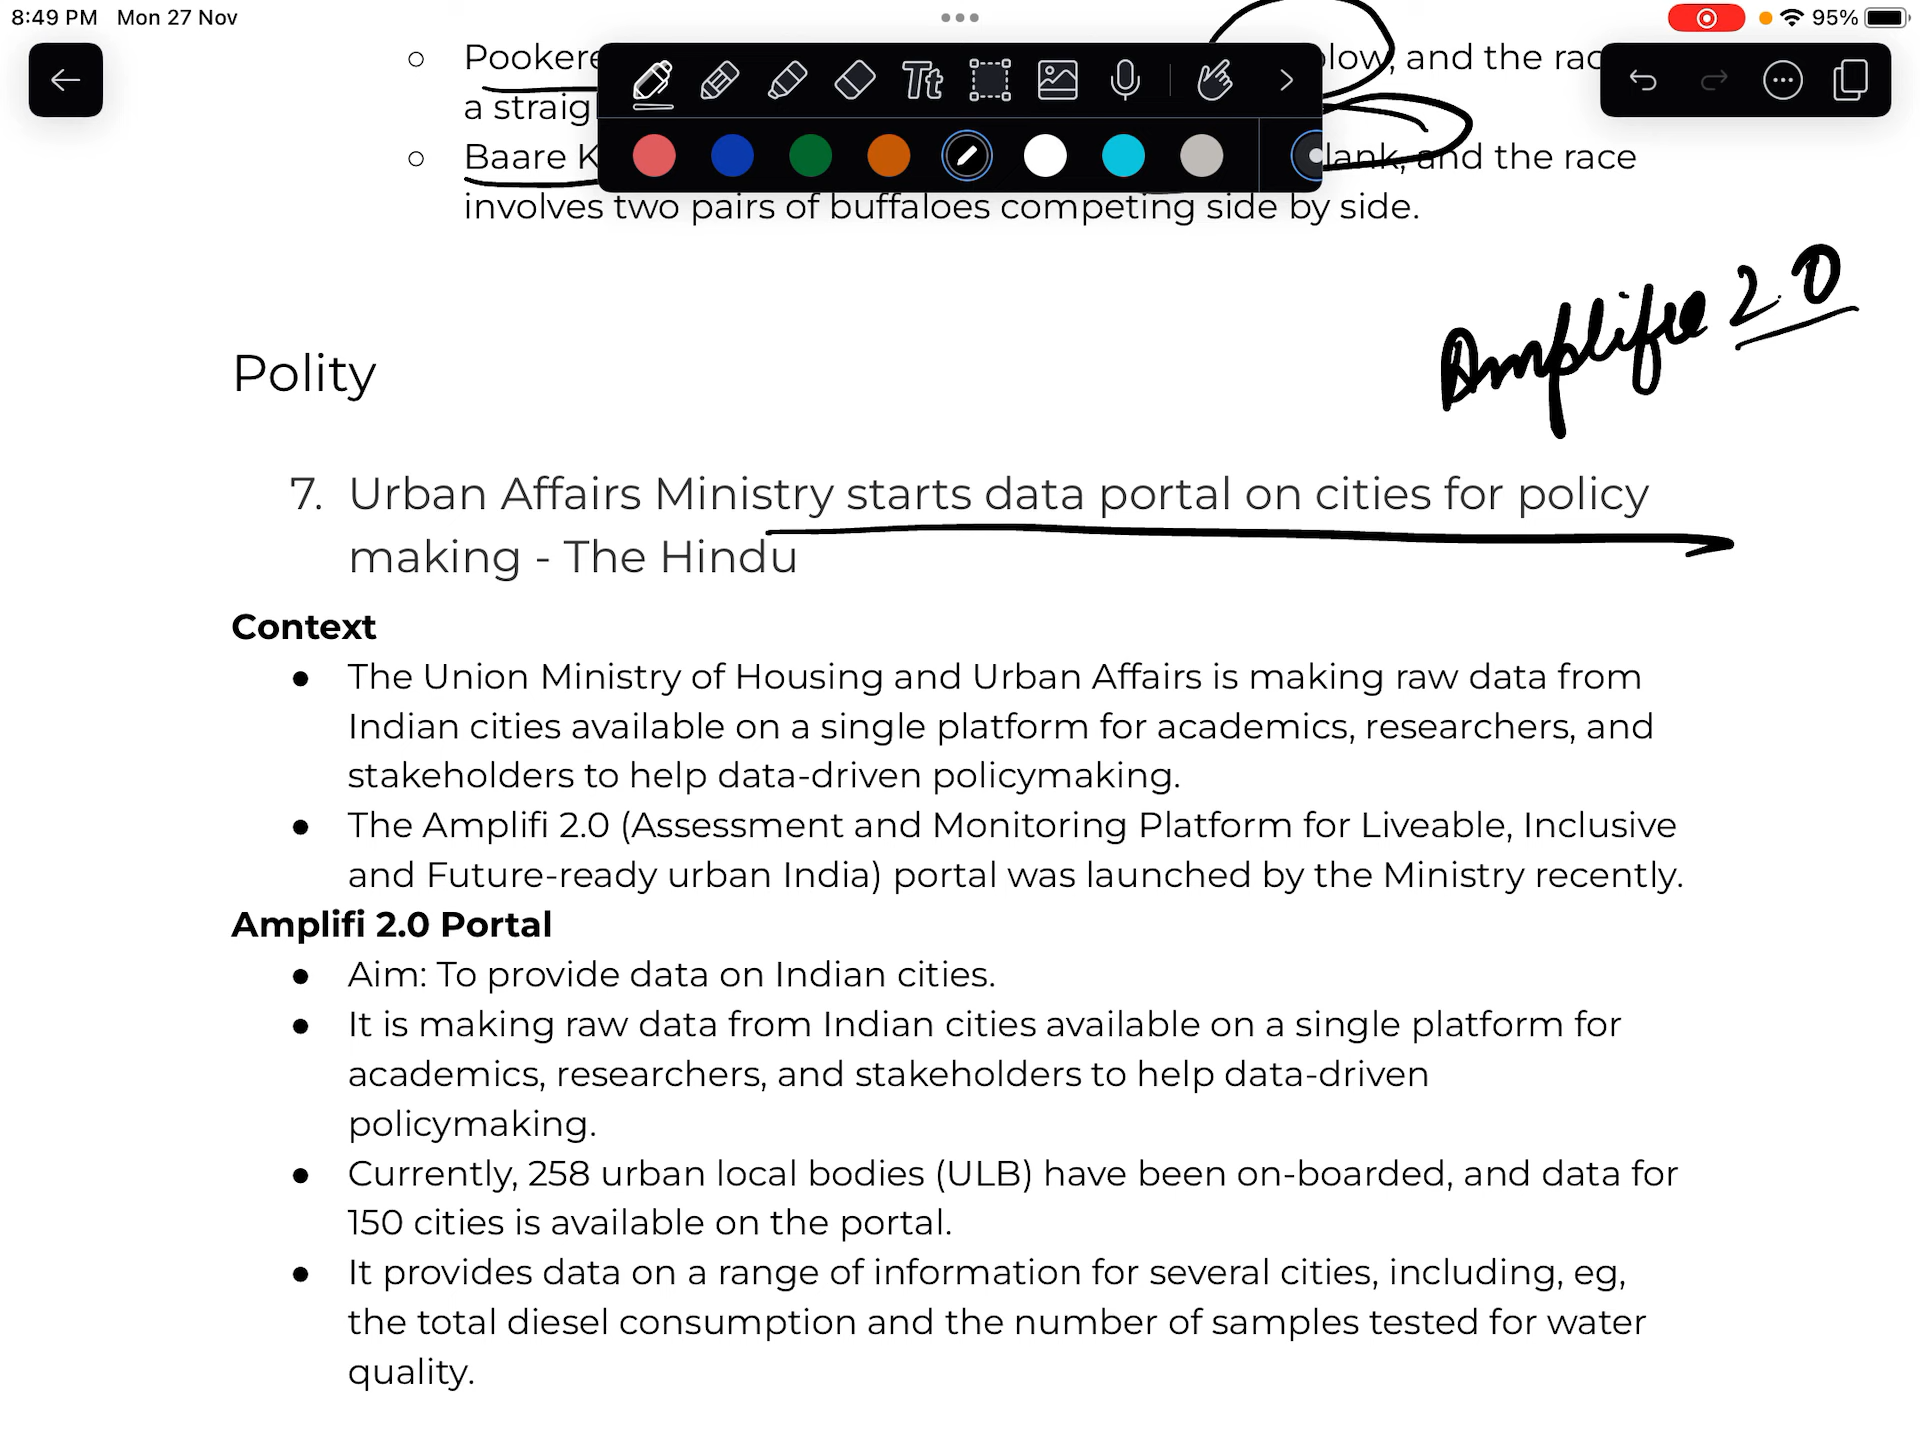 8:49 PM Mon 27 Nov
95%
and the
a
Baare
and the race
involves two pairs of buffaloes competing side by side.
Amplifie 2.0
Polity
7. Urban Affairs Ministry starts data portal on cities for policy
making - The Hindu
Context
● The Union Ministry of Housing and Urban Affairs is making raw data from
Indian cities available on a single platform for academics, researchers, and
stakeholders to help data-driven policymaking.
● The Amplifi 2.0 (Assessment and Monitoring Platform for Liveable, Inclusive
and Future-ready urban India) portal was launched by the Ministry recently.
Amplifi 2.0 Portal
● Aim: To provide data on Indian cities.
● It is making raw data from Indian cities available on a single platform for
academics, researchers, and stakeholders to help data-driven
policymaking.
● Currently, 258 urban local bodies (ULB) have been on-boarded, and data for
150 cities is available on the portal.
● It provides data on a range of information for several cities, including, eg,
the total diesel consumption and the number of samples tested for water
quality.